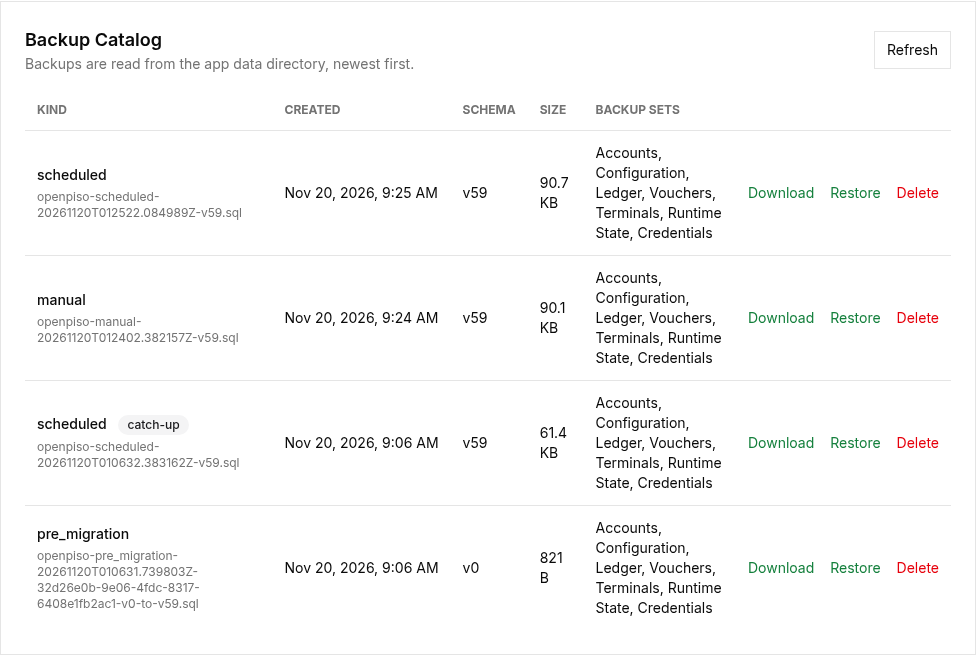 Backup Catalog
Backups are read from the app data directory, newest first.
Refresh
KIND CREATED SCHEMA SIZE BACKUP SETS
scheduled
openpiso-scheduled-
20261120T012522.084989Z-v59.sql
Nov 20, 2026, 9:25 AM
v59
90.7
KB
Accounts,
Configuration,
Ledger, Vouchers,
Terminals, Runtime
State, Credentials
Download Restore Delete
manual
openpiso-manual-
20261120T012402.382157Z-v59.sql
Nov 20, 2026, 9:24 AM
v59
90.1
KB
Accounts,
Configuration,
Ledger, Vouchers,
Terminals, Runtime
State, Credentials
Download Restore Delete
scheduled catch-up
openpiso-scheduled-
20261120T010632.383162Z-v59.sql
Nov 20, 2026, 9:06 AM
v59
61.4
KB
Accounts,
Configuration,
Ledger, Vouchers,
Terminals, Runtime
State, Credentials
Download Restore Delete
pre_migration
openpiso-pre_migration-
20261120T010631.739803Z-
32d26e0b-9e06-4fdc-8317-
6408e1fb2ac1-v0-to-v59.sql
Nov 20, 2026, 9:06 AM
v0
821
B
Accounts,
Configuration,
Ledger, Vouchers,
Terminals, Runtime
State, Credentials
Download Restore Delete